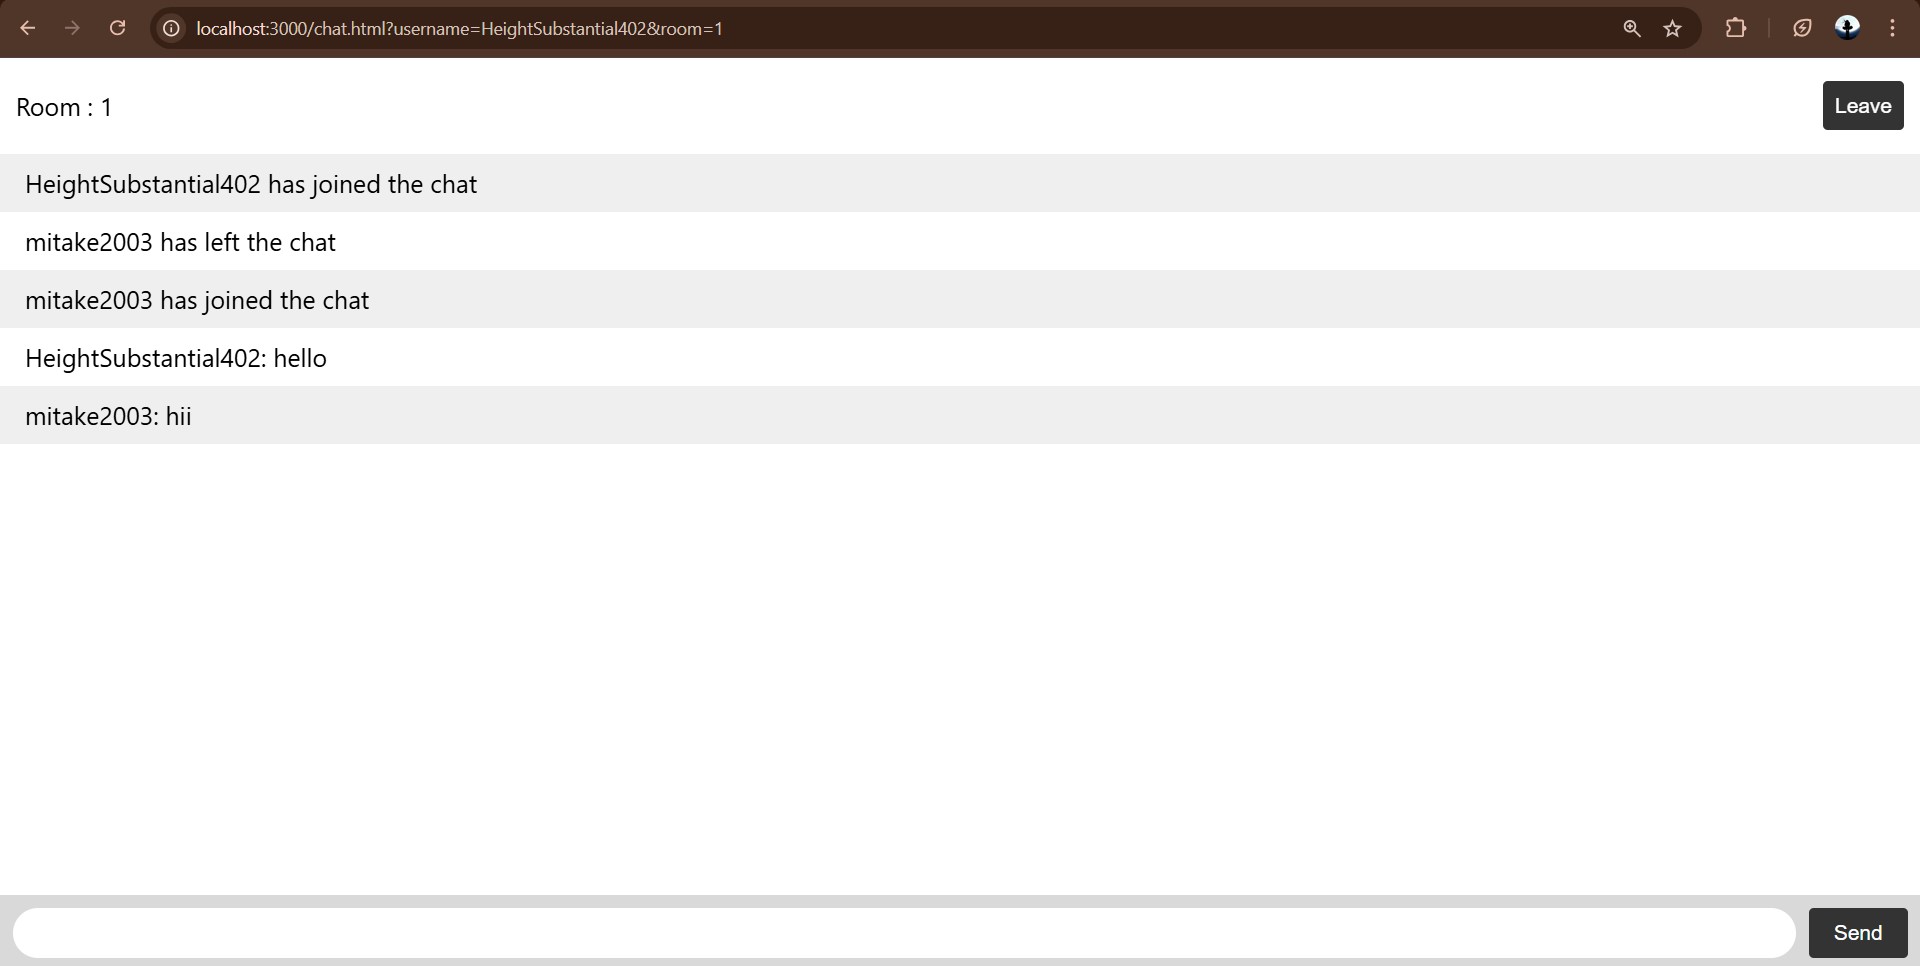 localhost:3000/chat.html?username=HeightSubstantial402&room=1
Room : 1
Leave
HeightSubstantial402 has joined the chat
mitake2003 has left the chat
mitake2003 has joined the chat
HeightSubstantial402: hello
mitake2003: hii
Send